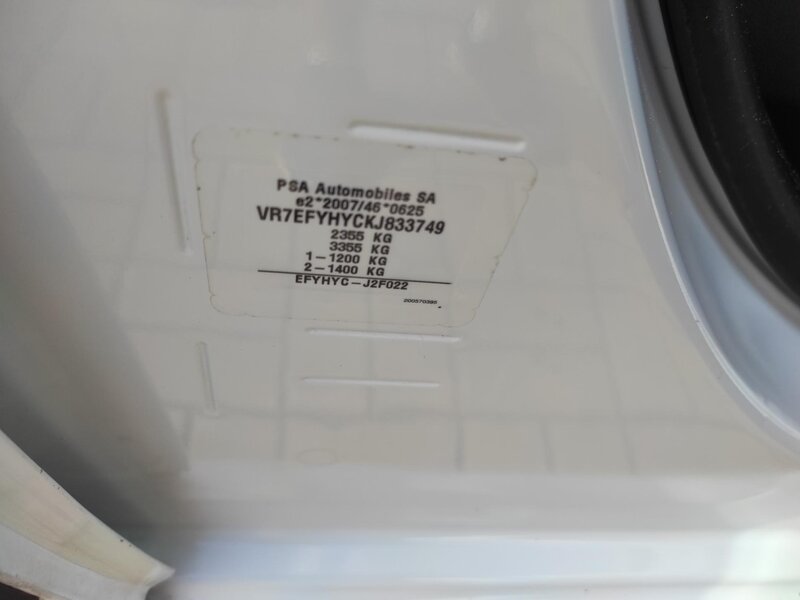 PSA Automobiles SA
e2*2007/46*0625
VR7EFYHYCKJ833749
2355 KG
3355 KG
1-1200 KG
2-1400 KG
EFYHYC-J2F022
200570395